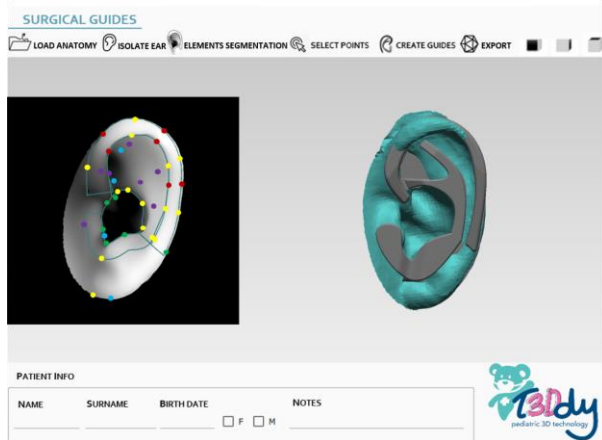 SURGICAL GUIDES
LOAD ANATOMY ISOLATE EAR ELEMENTS SEGMENTATION SELECT POINTS CREATE GUIDES EXPORT
PATIENT INFO
NAME SURNAME BIRTH DATE NOTES
F M
T3Ddy
pediatric 3D technology